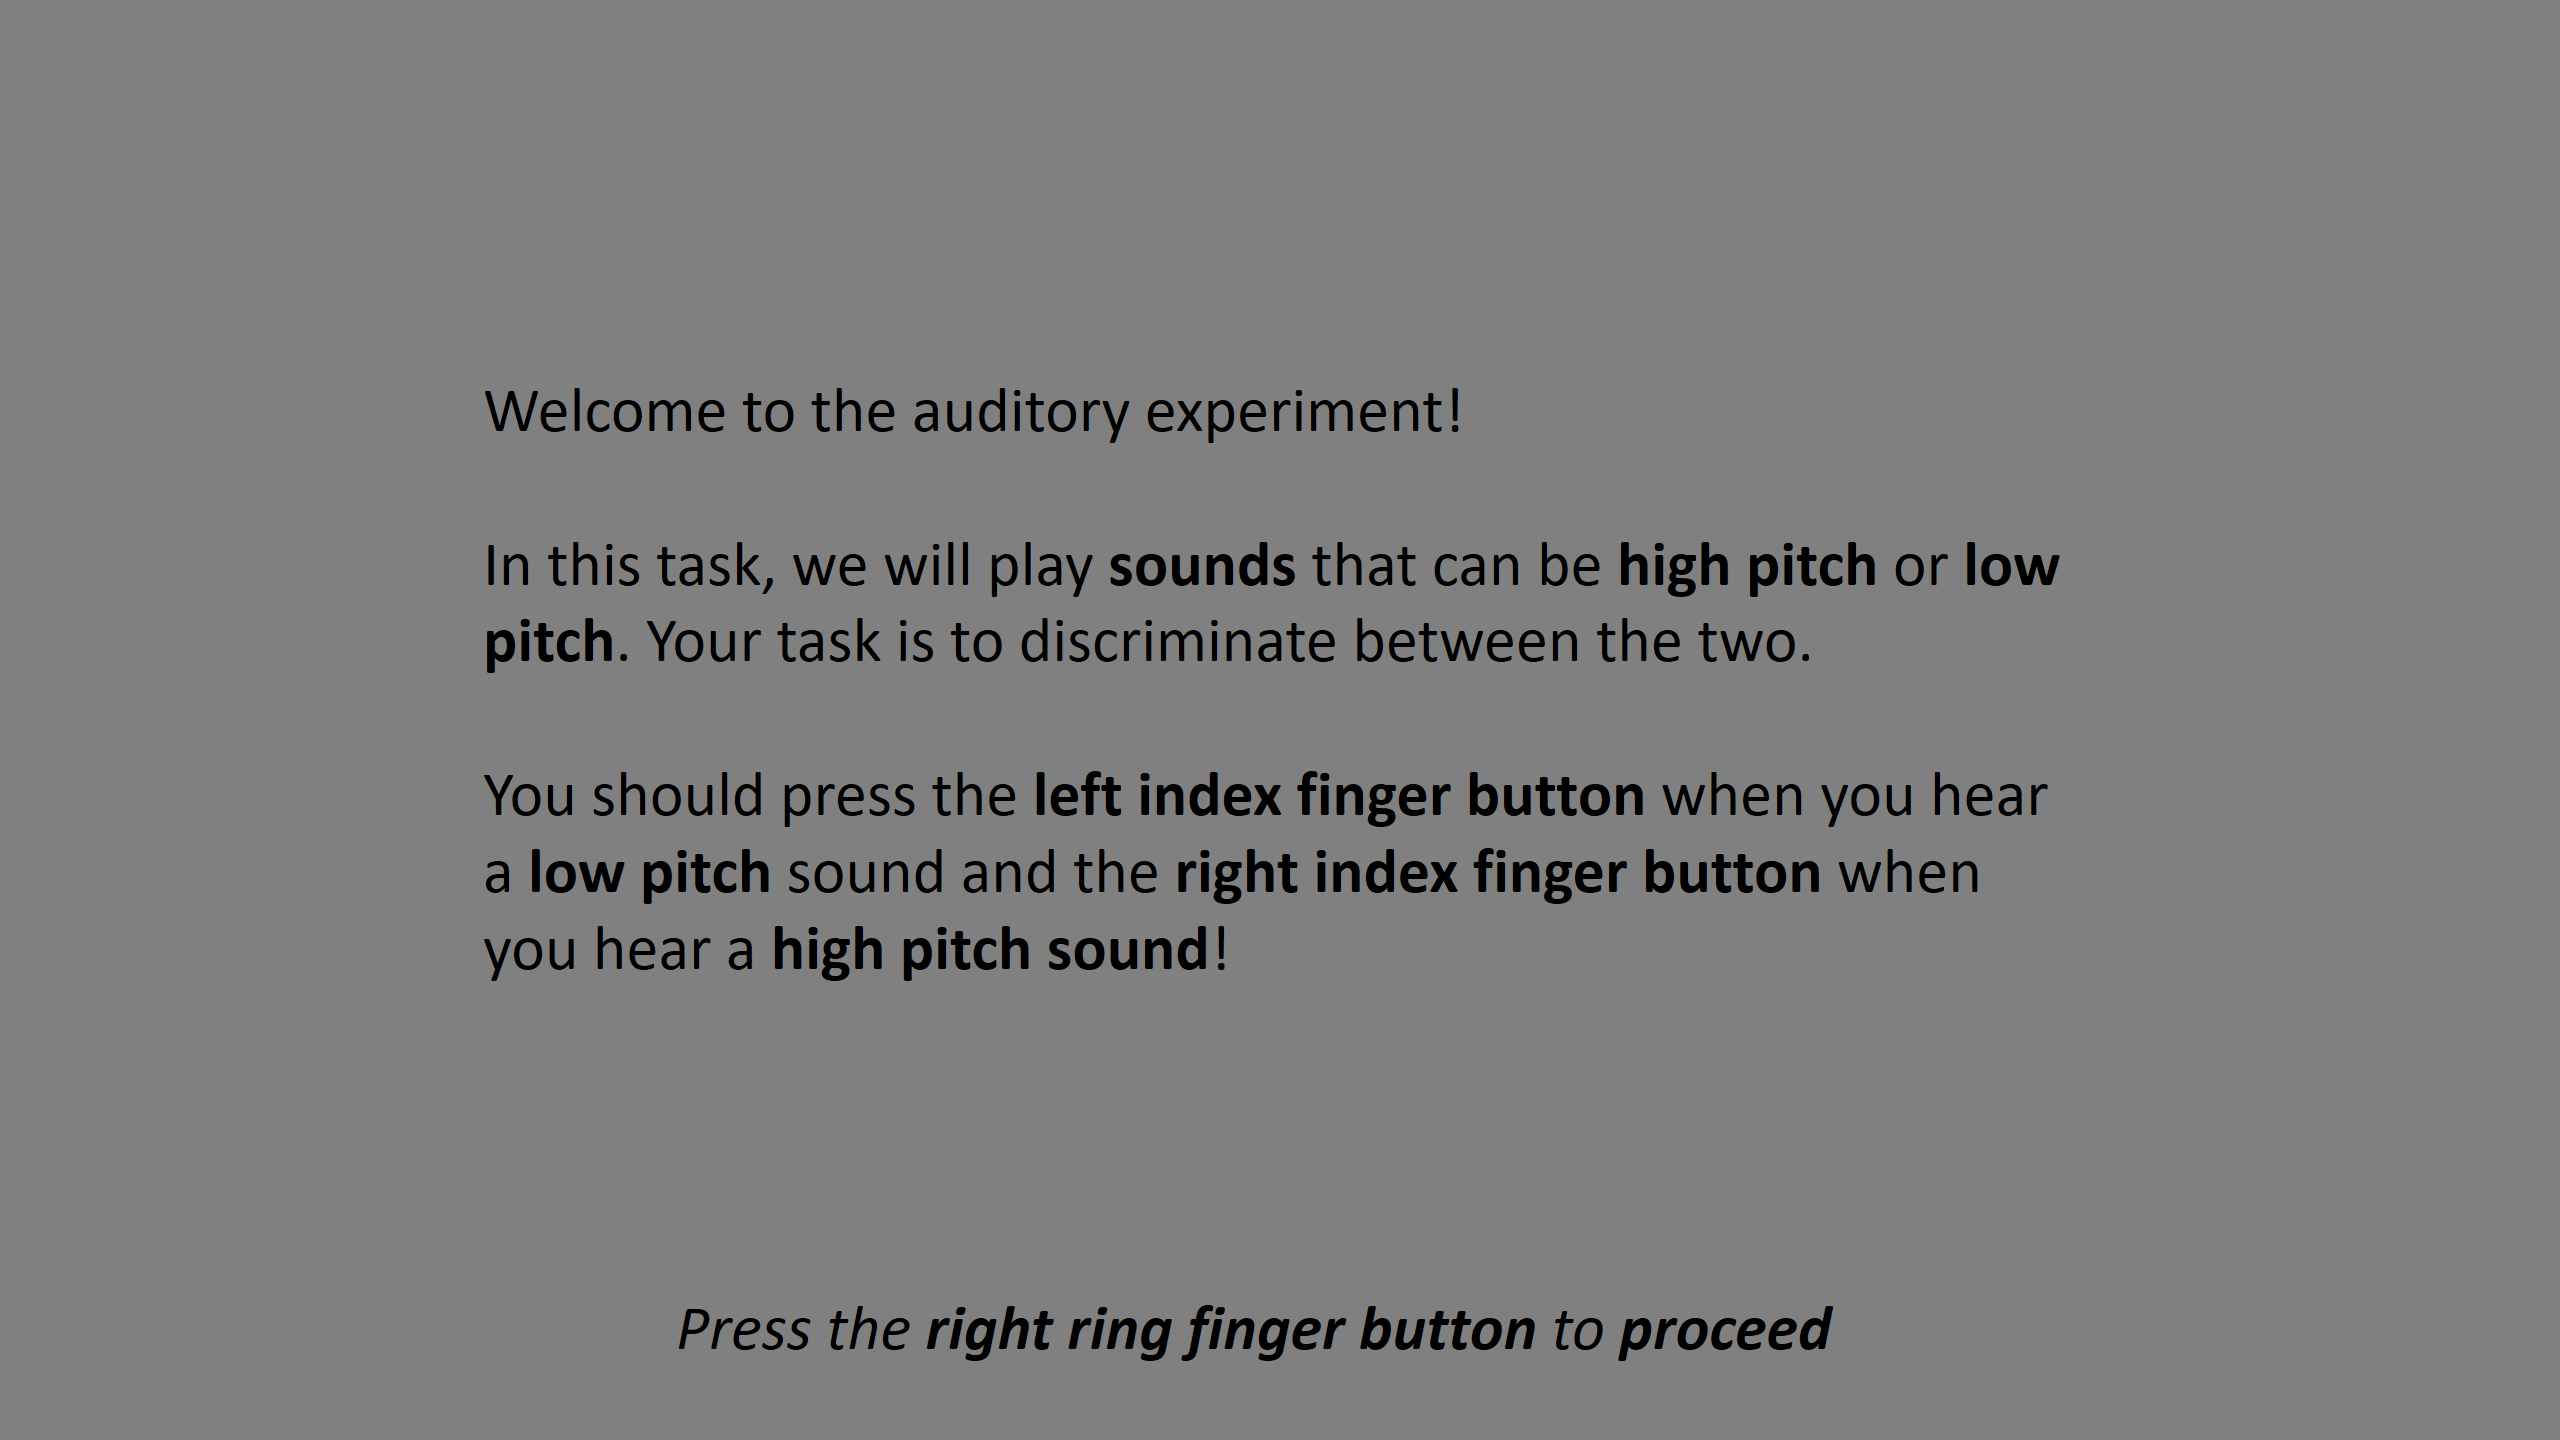 Welcome to the auditory experiment!
In this task, we will play sounds that can be high pitch or low
pitch. Your task is to discriminate between the two.
You should press the left index finger button when you hear
a low pitch sound and the right index finger button when
you hear a high pitch sound!
Press the right ring finger button to proceed